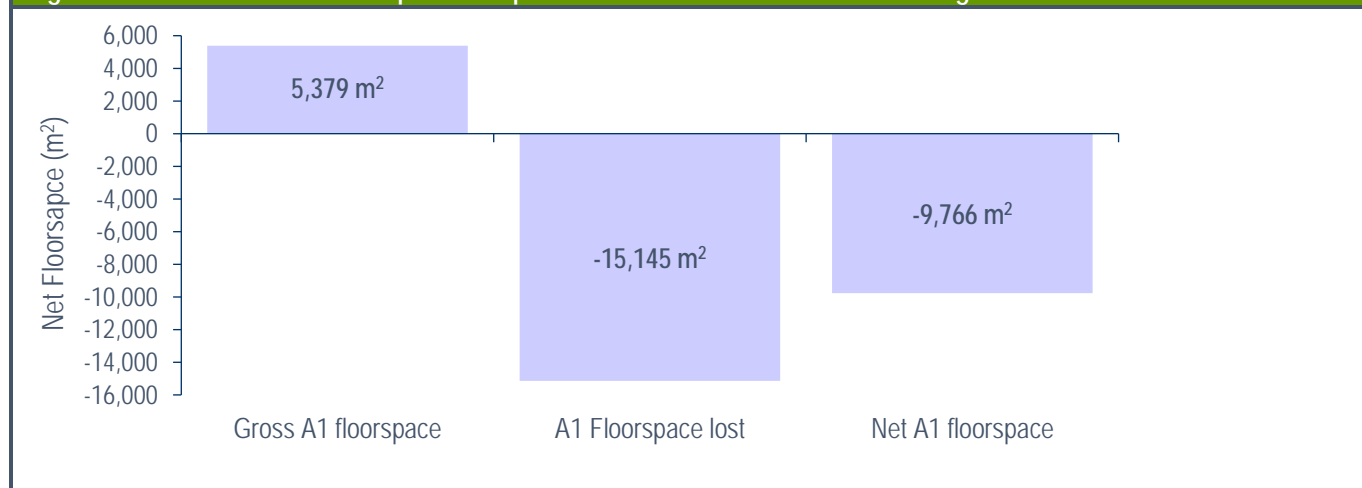 6,000
4,000
2,000
0
-2,000
-4,000
-6,000
-8,000
-10,000
-12,000
-14,000
-16,000
Net Floorsapce (m²)
5,379 m²
-15,145 m²
-9,766 m²
Gross A1 floorspace
A1 Floorspace lost
Net A1 floorspace